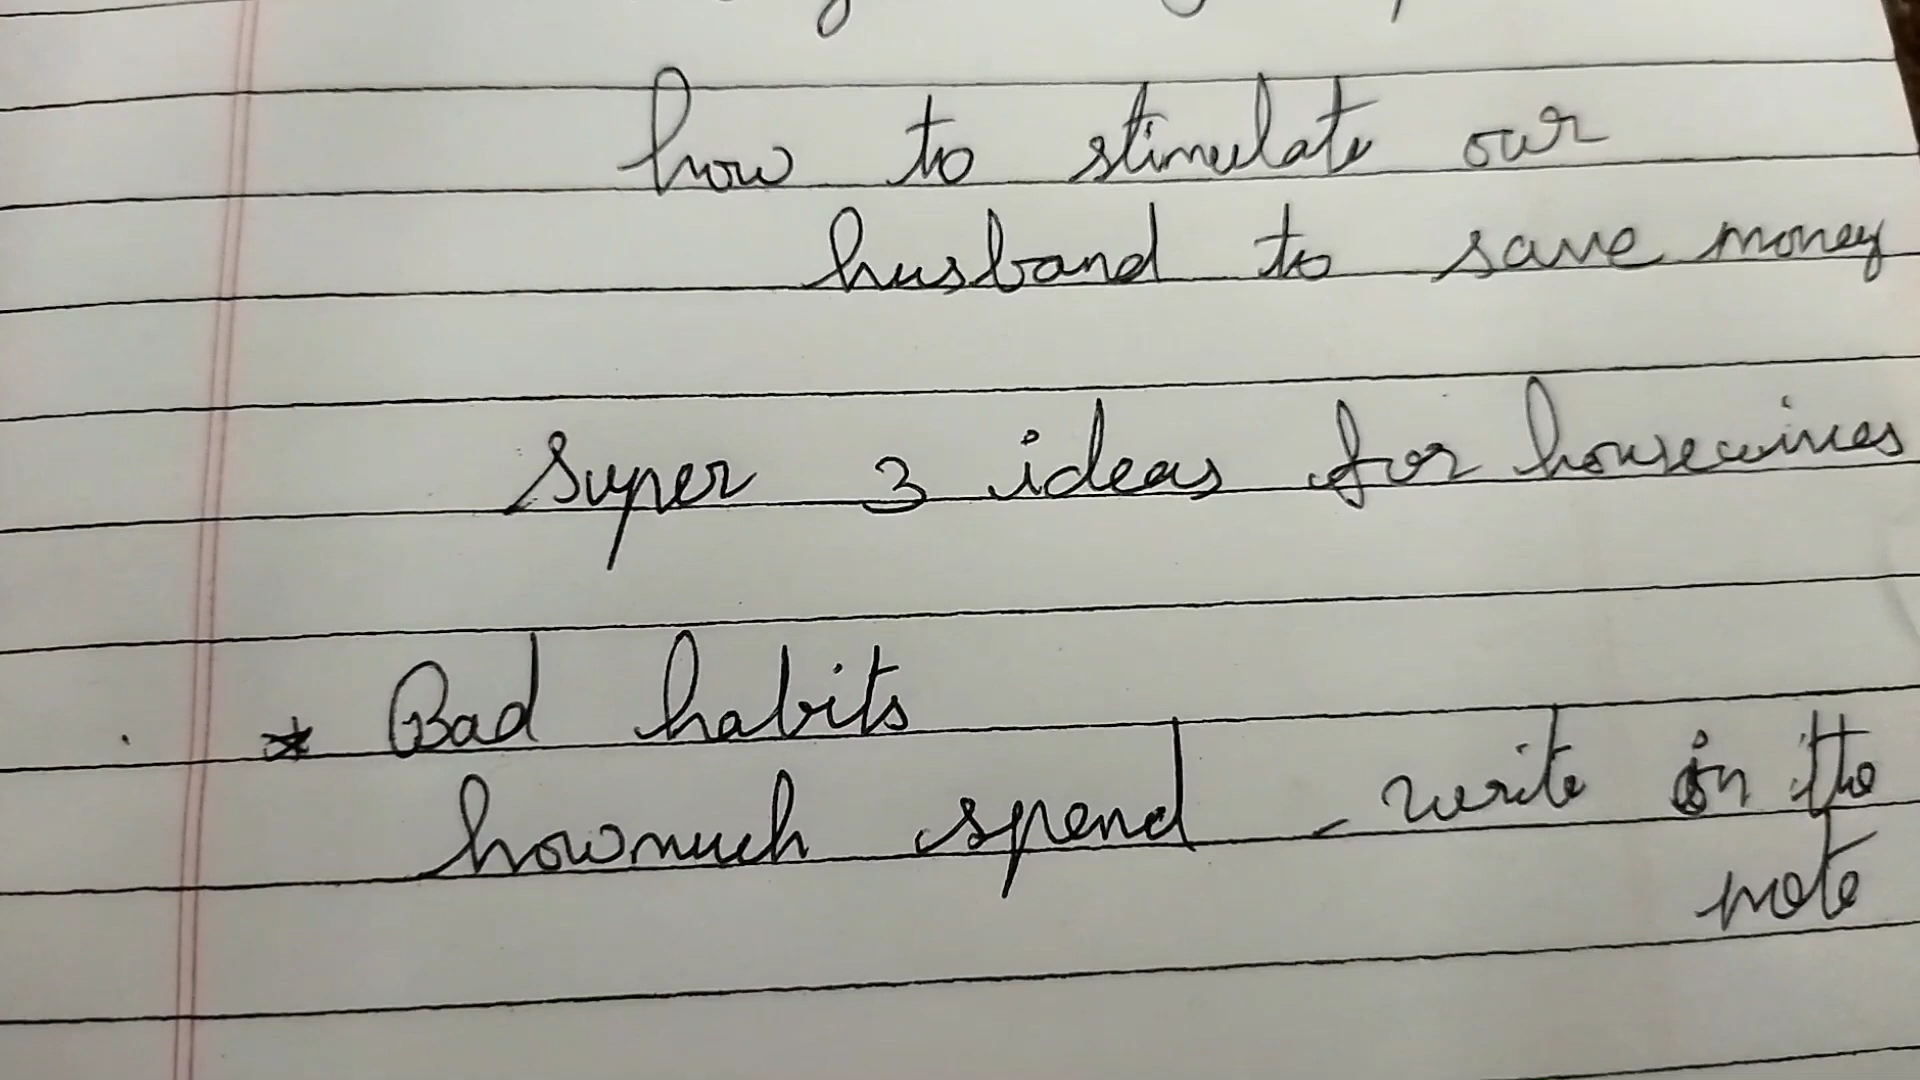 how to stimulate our
husband to save money
Super 3 ideas for housewives
* Bad habits
howmuch spend - write in the
note